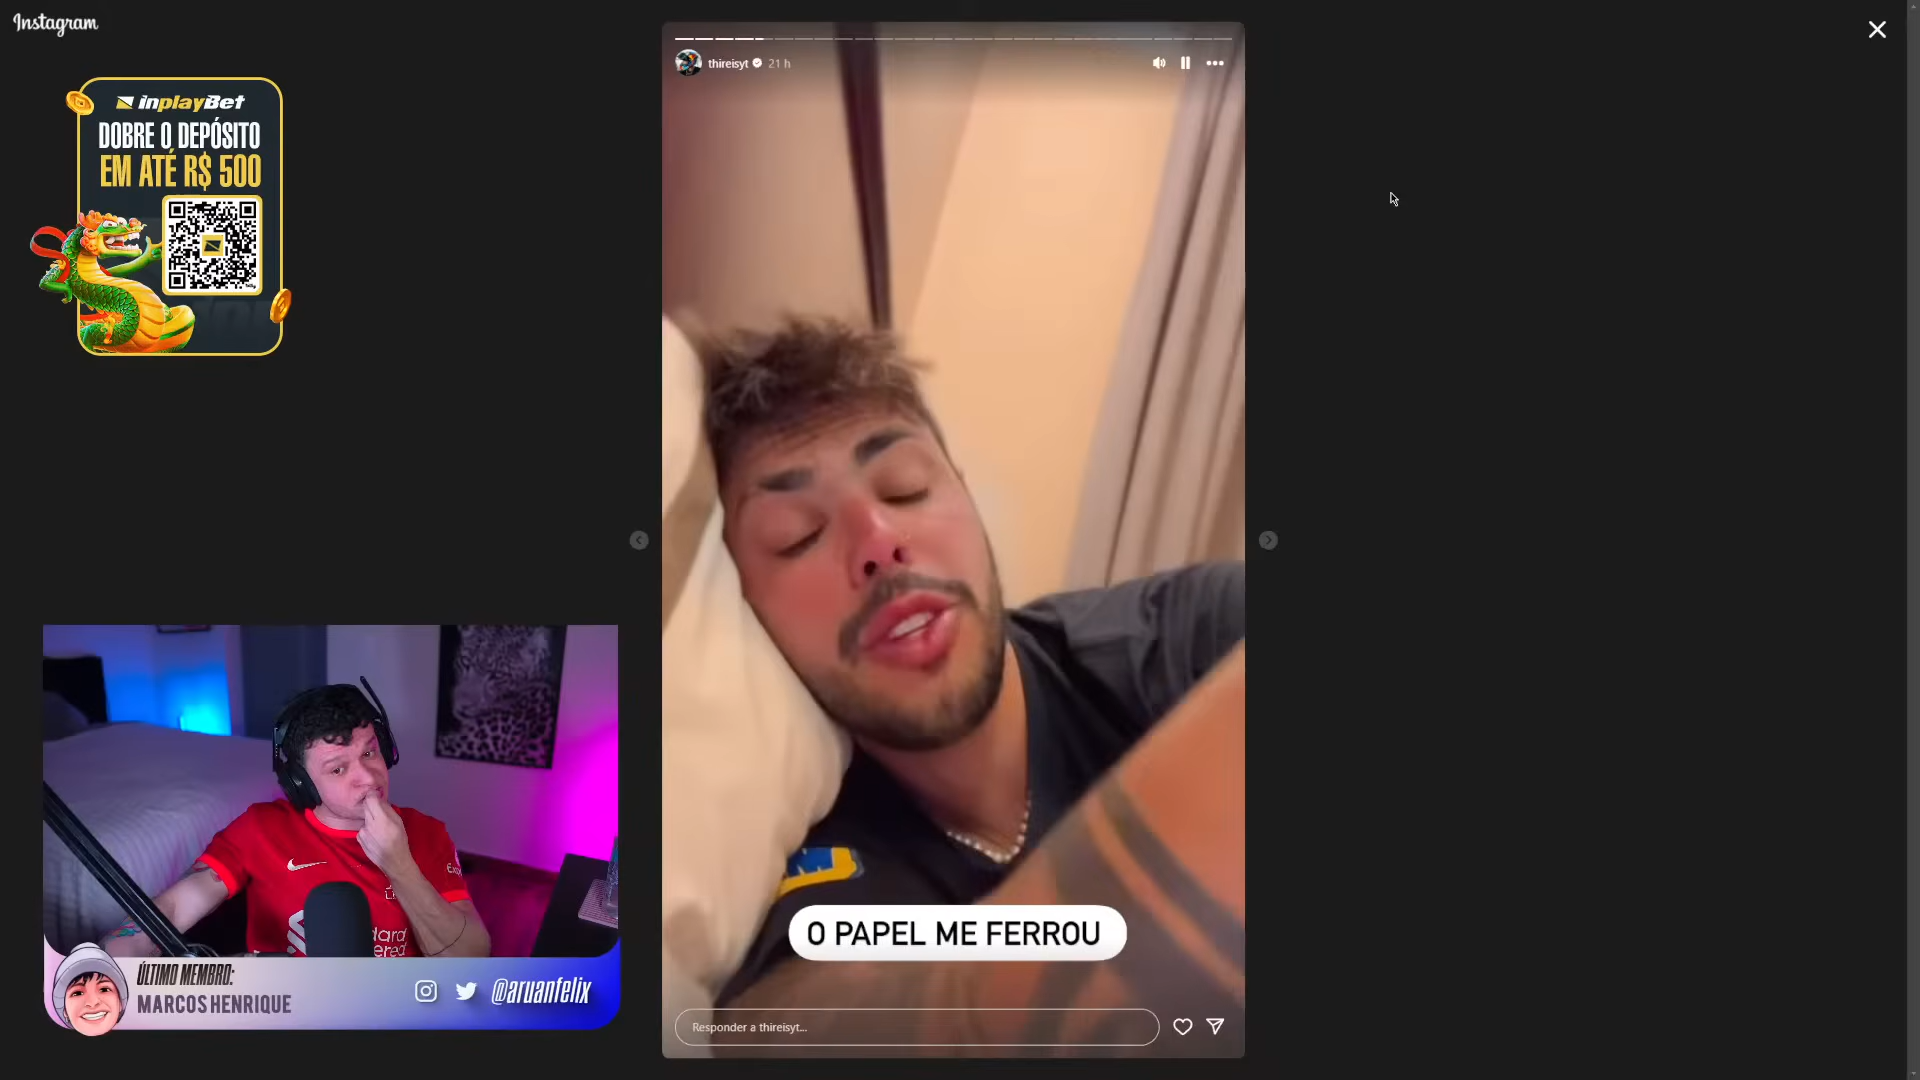 Instagram
inplayBet
DOBRE O DEPÓSITO
EM ATÉ R$ 500
thireisyt 21 h
O PAPEL ME FERROU
Responder a thireisyt...
ÚLTIMO MEMBRO:
MARCOS HENRIQUE
@aruanfelix